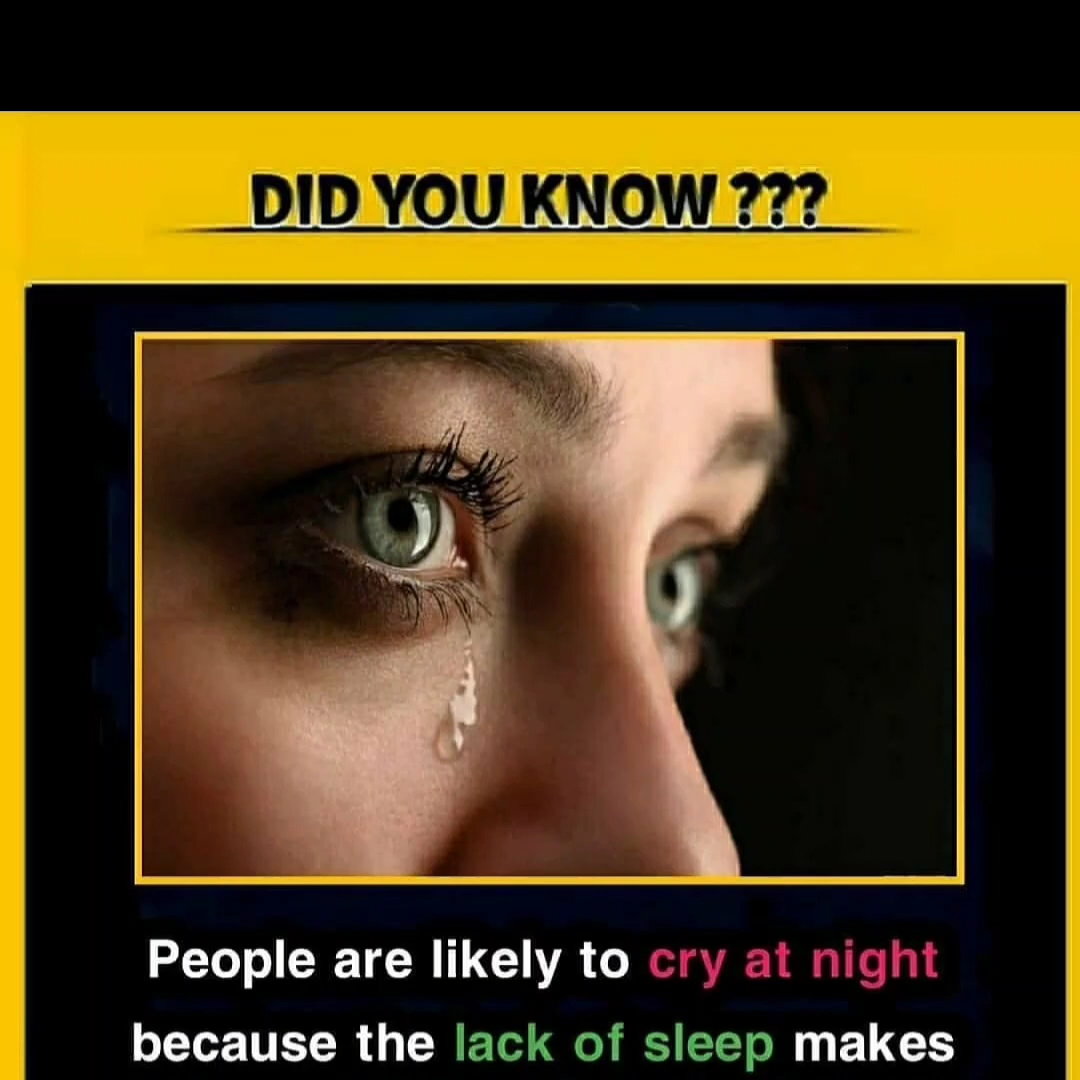 DID YOU KNOW ???
People are likely to cry at night
because the lack of sleep makes